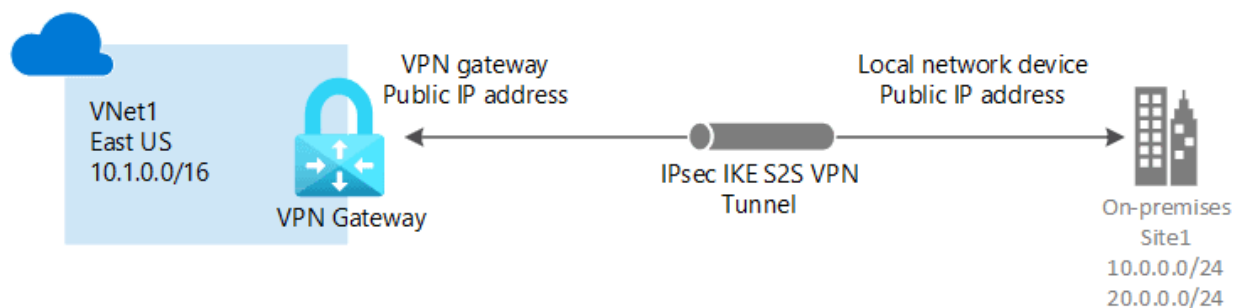 VNet1
East US
10.1.0.0/16
VPN Gateway
VPN gateway
Public IP address
IPsec IKE S2S VPN
Tunnel
Local network device
Public IP address
On-premises
Site1
10.0.0.0/24
20.0.0.0/24